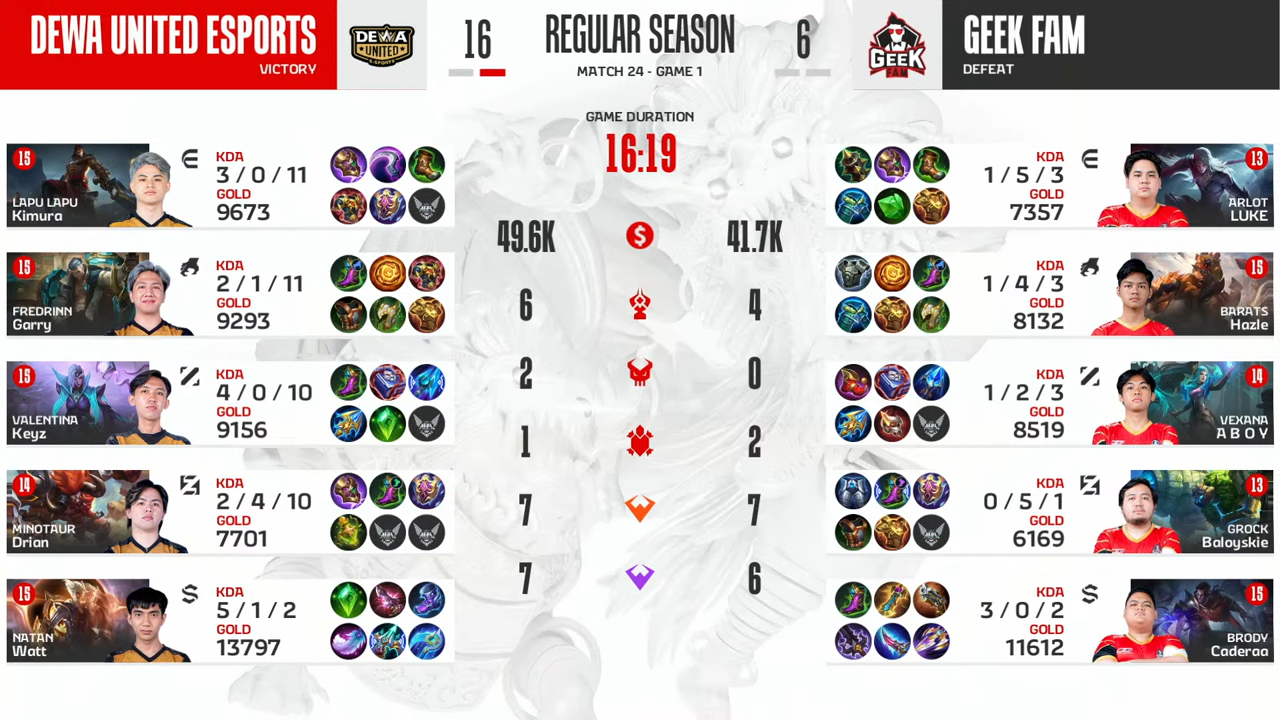 DEWA UNITED ESPORTS
VICTORY
DEWA
UNITED
E-SPORTS
16
REGULAR SEASON
MATCH 24 - GAME 1
6
GEEK
FAM
GEEK FAM
DEFEAT
GAME DURATION
16:19
49.6K
41.7K
6
4
2
0
1
2
7
7
7
6
15
LAPU LAPU
Kimura
KDA
3 / 0 / 11
GOLD
9673
15
FREDRINN
Garry
KDA
2 / 1 / 11
GOLD
9293
15
VALENTINA
Keyz
KDA
4 / 0 / 10
GOLD
9156
14
MINOTAUR
Drian
KDA
2 / 4 / 10
GOLD
7701
15
NATAN
Watt
KDA
5 / 1 / 2
GOLD
13797
KDA
1 / 5 / 3
GOLD
7357
13
ARLOT
LUKE
KDA
1 / 4 / 3
GOLD
8132
15
BARATS
Hazle
KDA
1 / 2 / 3
GOLD
8519
14
VEXANA
A B O Y
KDA
0 / 5 / 1
GOLD
6169
13
GROCK
Baloyskie
KDA
3 / 0 / 2
GOLD
11612
15
BRODY
Caderaa